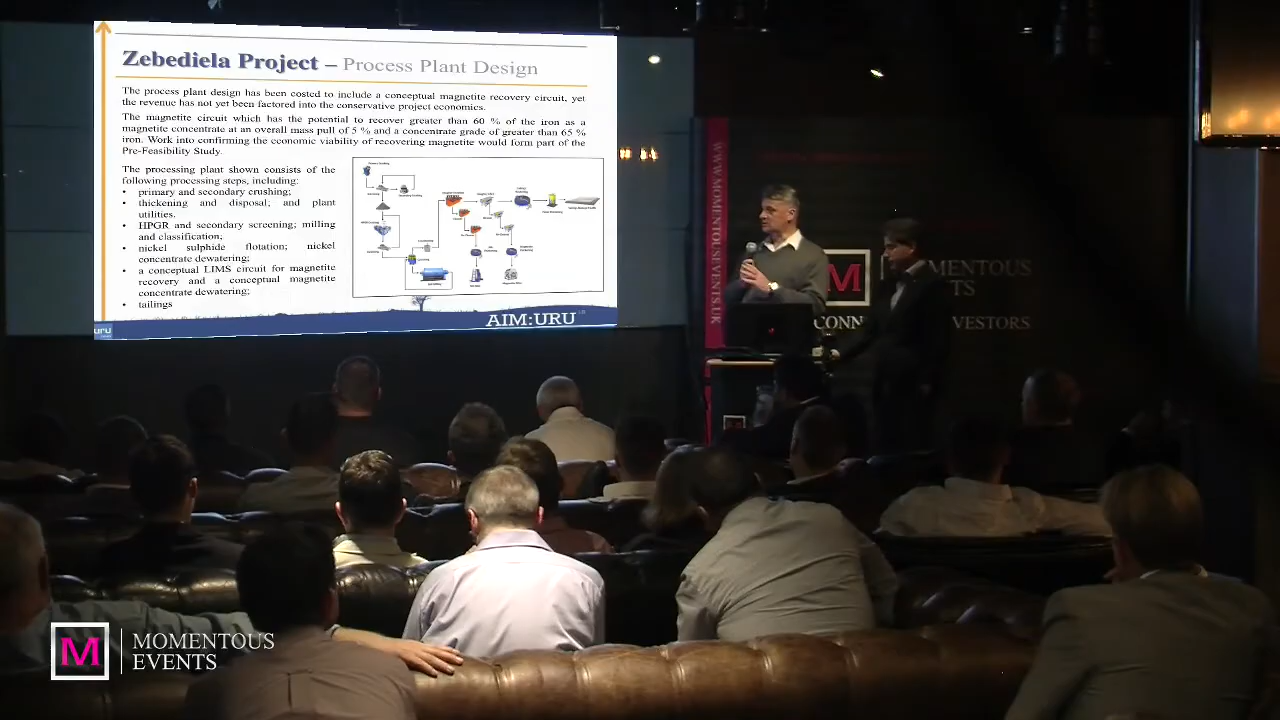 Zebediela Project – Process Plant Design
The process plant design has been costed to include a conceptual magnetite recovery circuit, yet
the revenue has not yet been factored into the conservative project economics.
The magnetite circuit which has the potential to recover greater than 60 % of the iron as a
magnetite concentrate at an overall mass pull of 5 % and a concentrate grade of greater than 65 %
iron. Work into confirming the economic viability of recovering magnetite would form part of the
Pre-Feasibility Study.
The processing plant shown consists of the
following processing steps, including:
• primary and secondary crushing;
• thickening and disposal; and plant
utilities.
• HPGR and secondary screening; milling
and classification;
• nickel sulphide flotation; nickel
concentrate dewatering;
• a conceptual LIMS circuit for magnetite
recovery and a conceptual magnetite
concentrate dewatering;
• tailings
AIM:URU
uru
WWW.MOMENTOUSEVENTS.UK
M
MENTOUS
TS
CONN
VESTORS
M
M
MOMENTOUS
EVENTS